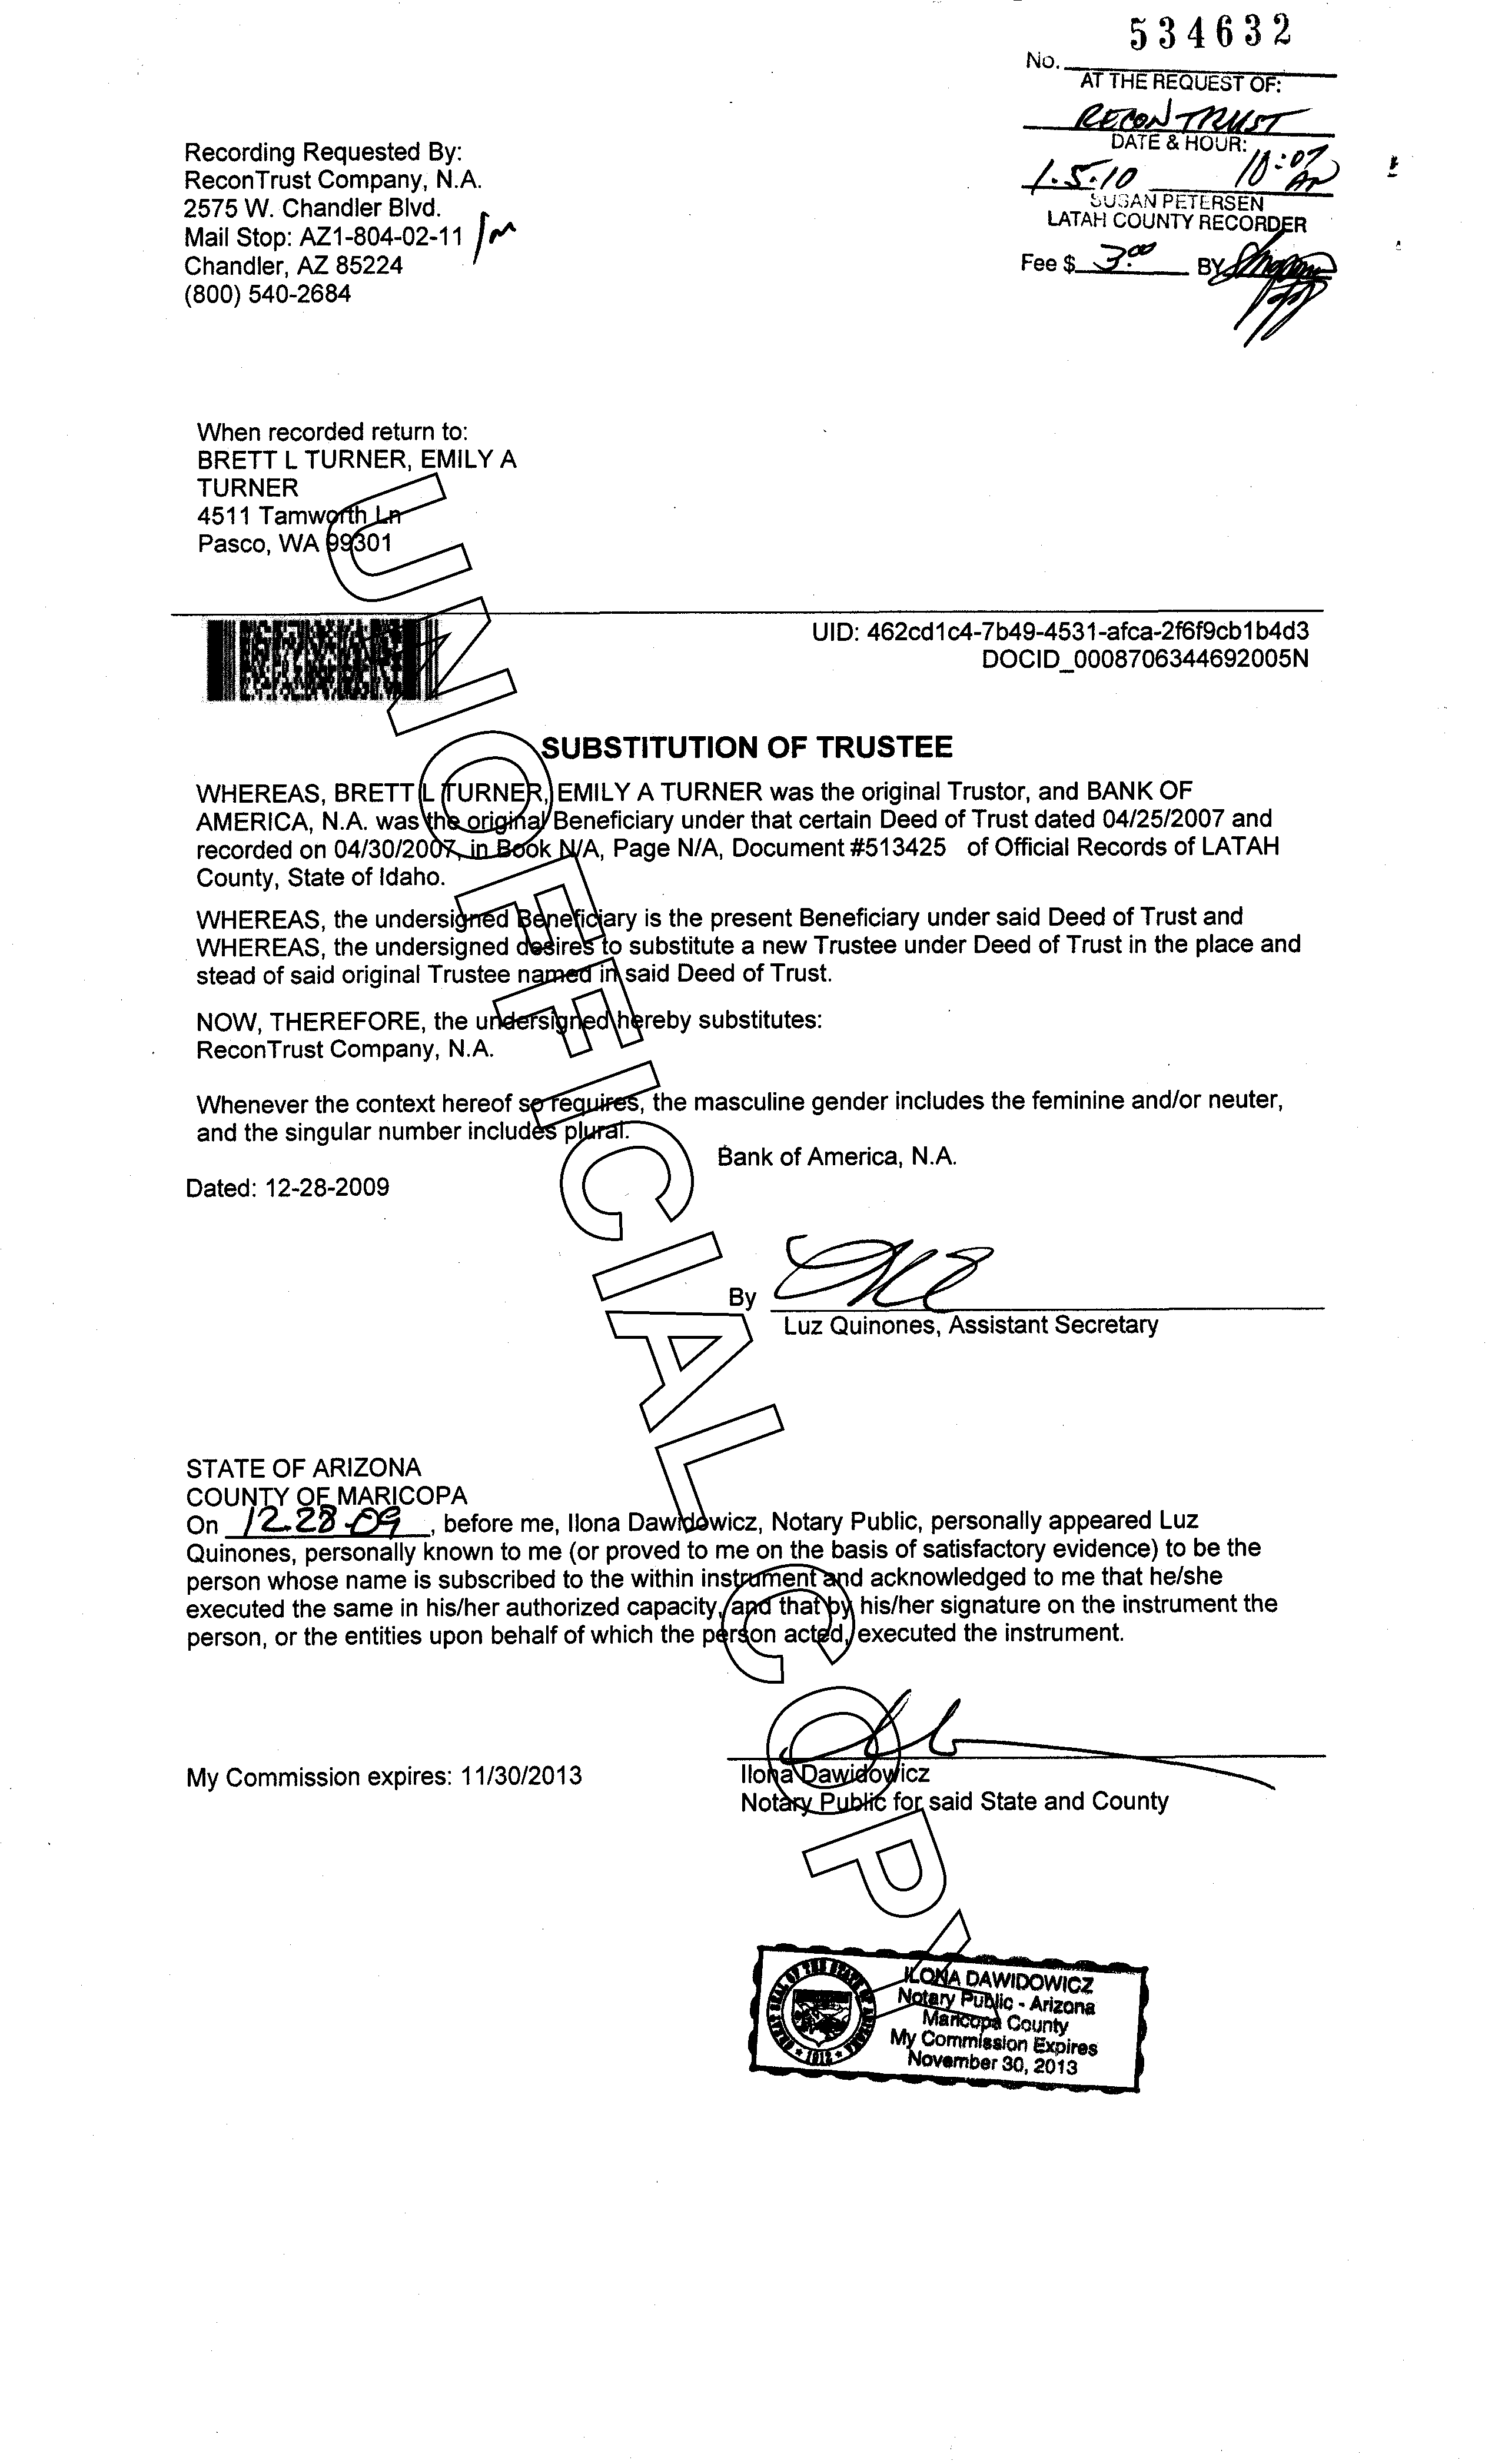 534632
No.
AT THE REQUEST OF:
RECON TRUST
DATE & HOUR:
1.5.10 10:07 AM
SUSAN PETERSEN
LATAH COUNTY RECORDER
Fee $ 3.00 BY
Recording Requested By:
ReconTrust Company, N.A.
2575 W. Chandler Blvd.
Mail Stop: AZ1-804-02-11
Chandler, AZ 85224
(800) 540-2684
When recorded return to:
BRETT L TURNER, EMILY A
TURNER
4511 Tamworth Ln
Pasco, WA 99301
UID: 462cd1c4-7b49-4531-afca-2f6f9cb1b4d3
DOCID_0008706344692005N
SUBSTITUTION OF TRUSTEE
WHEREAS, BRETT L TURNER, EMILY A TURNER was the original Trustor, and BANK OF
AMERICA, N.A. was the original Beneficiary under that certain Deed of Trust dated 04/25/2007 and
recorded on 04/30/2007, in Book N/A, Page N/A, Document #513425 of Official Records of LATAH
County, State of Idaho.
WHEREAS, the undersigned Beneficiary is the present Beneficiary under said Deed of Trust and
WHEREAS, the undersigned desires to substitute a new Trustee under Deed of Trust in the place and
stead of said original Trustee named in said Deed of Trust.
NOW, THEREFORE, the undersigned hereby substitutes:
ReconTrust Company, N.A.
Whenever the context hereof so requires, the masculine gender includes the feminine and/or neuter,
and the singular number includes plural.
Bank of America, N.A.
Dated: 12-28-2009
By
Luz Quinones, Assistant Secretary
STATE OF ARIZONA
COUNTY OF MARICOPA
On 12-28-09, before me, Ilona Dawidowicz, Notary Public, personally appeared Luz
Quinones, personally known to me (or proved to me on the basis of satisfactory evidence) to be the
person whose name is subscribed to the within instrument and acknowledged to me that he/she
executed the same in his/her authorized capacity, and that by his/her signature on the instrument the
person, or the entities upon behalf of which the person acted, executed the instrument.
My Commission expires: 11/30/2013
Ilona Dawidowicz
Notary Public for said State and County
UNOFFICIAL COPY
GREAT SEAL OF THE STATE OF ARIZONA
1912
ILONA DAWIDOWICZ
Notary Public - Arizona
Maricopa County
My Commission Expires
November 30, 2013